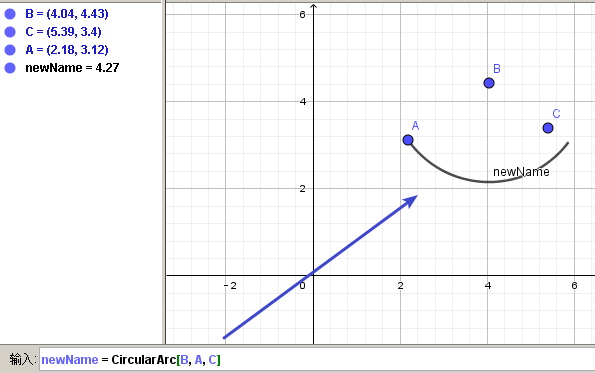 B = (4.04, 4.43)
C = (5.39, 3.4)
A = (2.18, 3.12)
newName = 4.27
6
4
2
0
-2
2
4
6
B
A
C
newName
输入: newName = CircularArc[B, A, C]